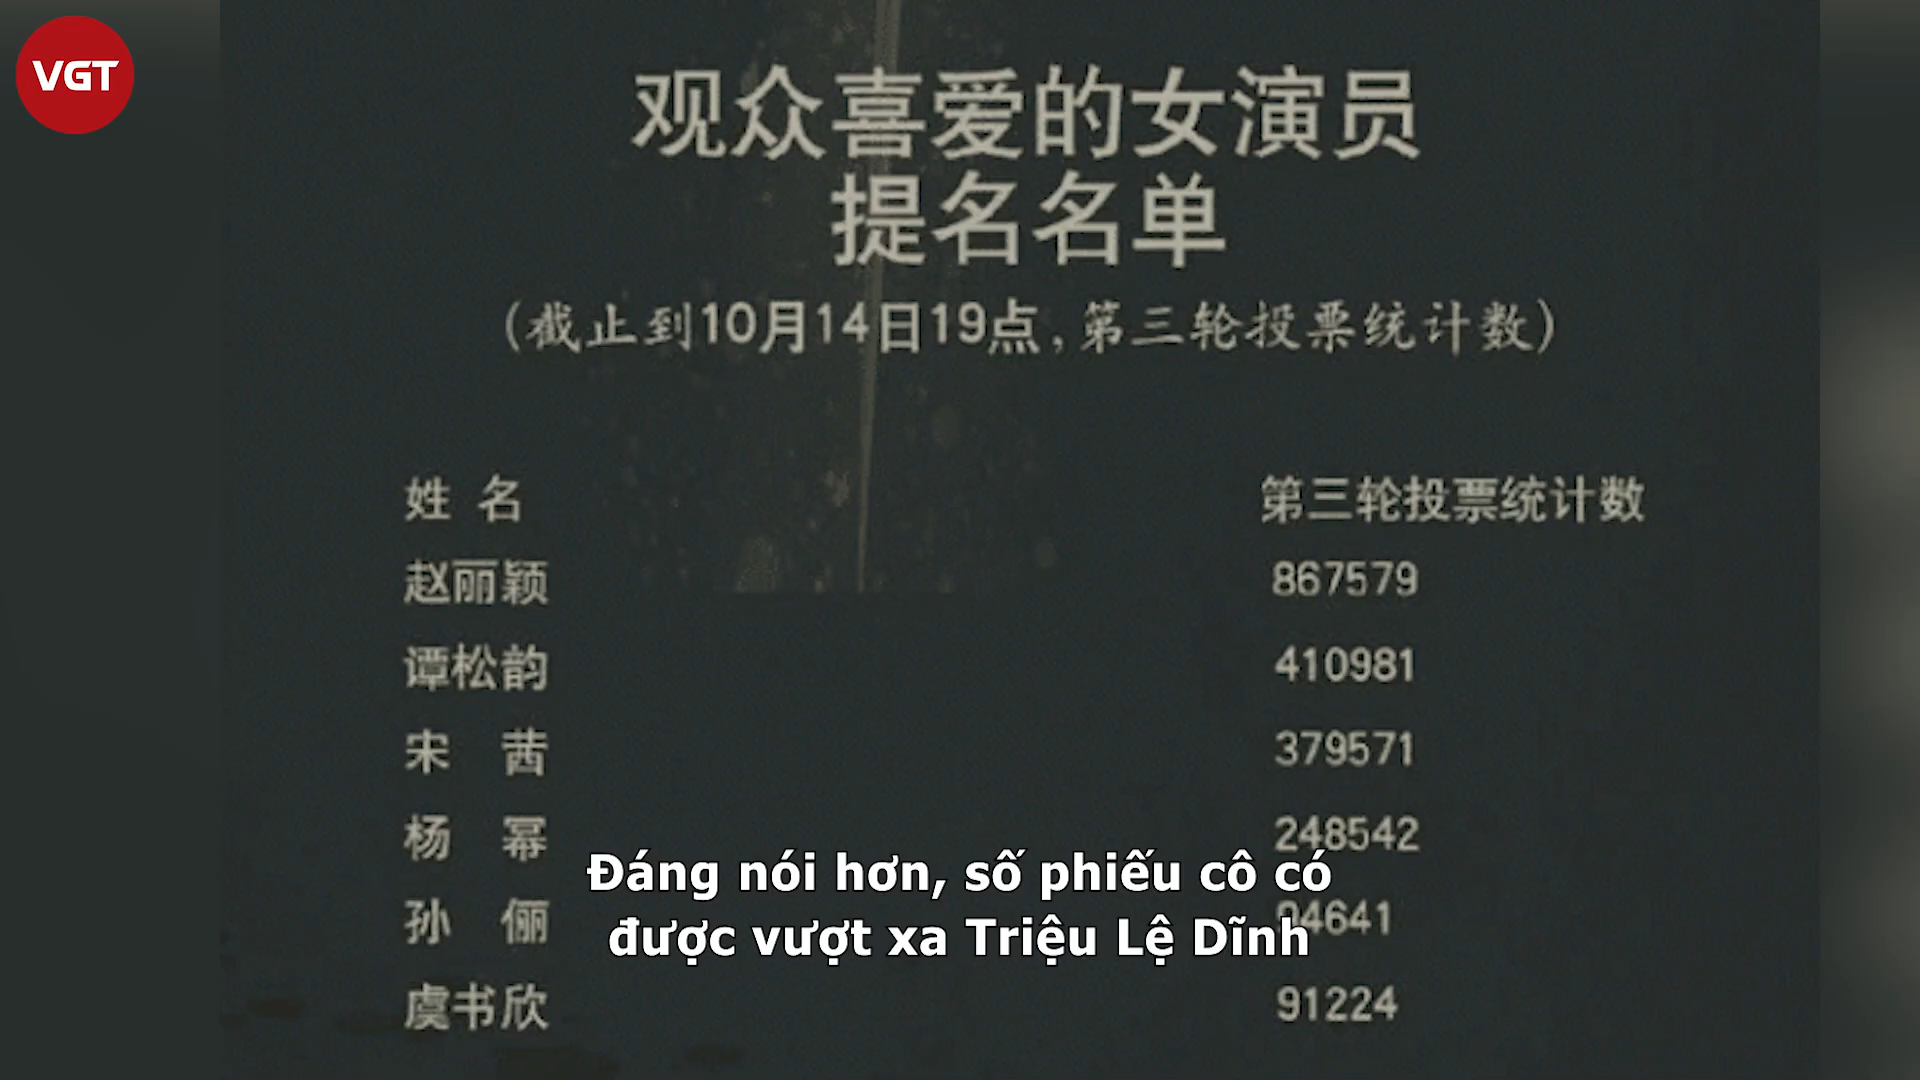 VGT
观众喜爱的女演员
提名名单
(截止到10月14日19点,第三轮投票统计数)
姓名 第三轮投票统计数
赵丽颖 867579
谭松韵 410981
宋茜 379571
杨幂 248542
孙俪 94641
虞书欣 91224
Đáng nói hơn, số phiếu cô có
được vượt xa Triệu Lệ Dĩnh